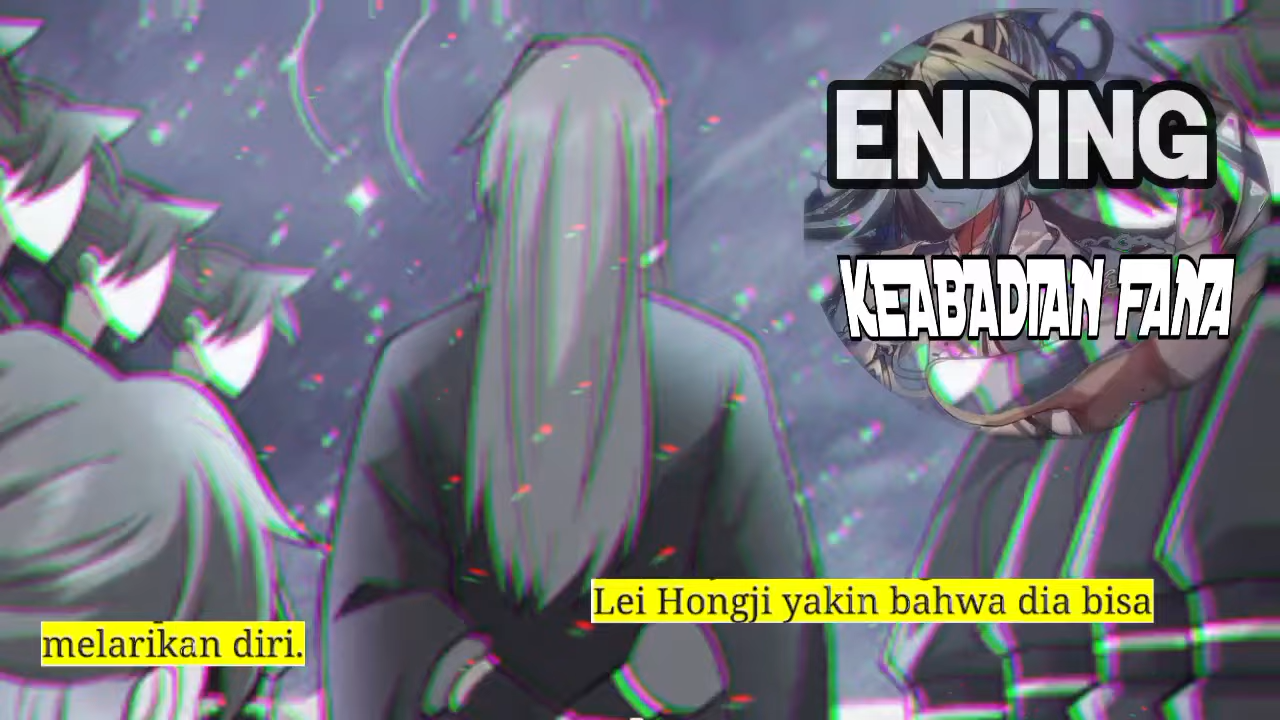 ENDING
KEABADIAN FANA
Lei Hongji yakin bahwa dia bisa
melarikan diri.